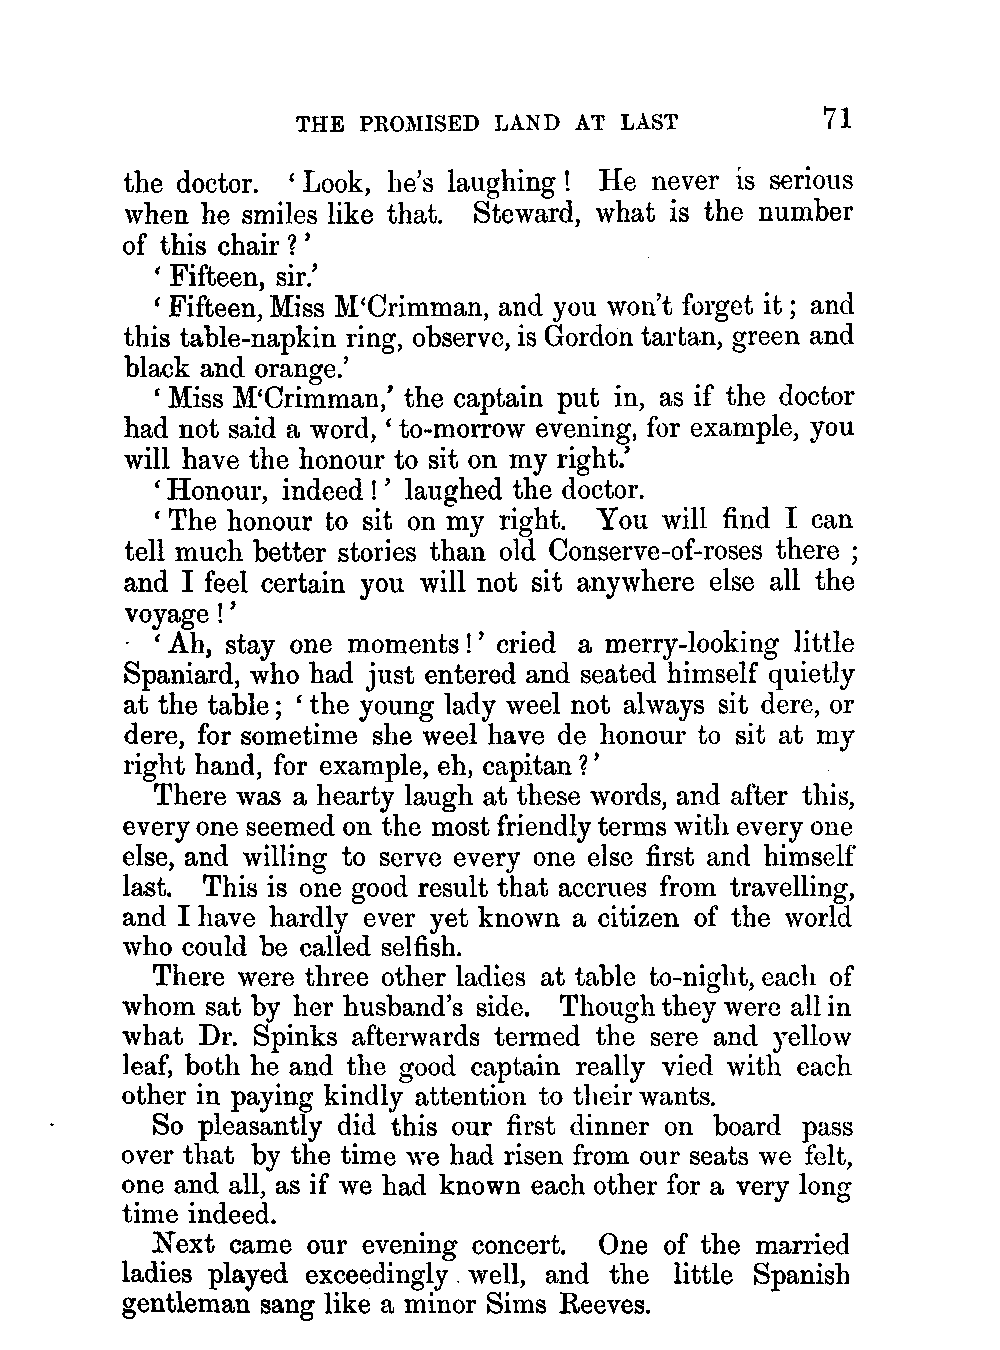 THE PROMISED LAND AT LAST 71
the doctor. ‘ Look, he’s laughing ! He never is serious
when he smiles like that. Steward, what is the number
of this chair ? ’
‘ Fifteen, sir.’
‘ Fifteen, Miss M‘Crimman, and you won’t forget it ; and
this table-napkin ring, observe, is Gordon tartan, green and
black and orange.’
‘ Miss M‘Crimman,’ the captain put in, as if the doctor
had not said a word, ‘ to-morrow evening, for example, you
will have the honour to sit on my right.’
‘ Honour, indeed ! ’ laughed the doctor.
‘ The honour to sit on my right. You will find I can
tell much better stories than old Conserve-of-roses there ;
and I feel certain you will not sit anywhere else all the
voyage ! ’
‘ Ah, stay one moments ! ’ cried a merry-looking little
Spaniard, who had just entered and seated himself quietly
at the table ; ‘ the young lady weel not always sit dere, or
dere, for sometime she weel have de honour to sit at my
right hand, for example, eh, capitan ? ’
There was a hearty laugh at these words, and after this,
every one seemed on the most friendly terms with every one
else, and willing to serve every one else first and himself
last. This is one good result that accrues from travelling,
and I have hardly ever yet known a citizen of the world
who could be called selfish.
There were three other ladies at table to-night, each of
whom sat by her husband’s side. Though they were all in
what Dr. Spinks afterwards termed the sere and yellow
leaf, both he and the good captain really vied with each
other in paying kindly attention to their wants.
So pleasantly did this our first dinner on board pass
over that by the time we had risen from our seats we felt,
one and all, as if we had known each other for a very long
time indeed.
Next came our evening concert. One of the married
ladies played exceedingly well, and the little Spanish
gentleman sang like a minor Sims Reeves.